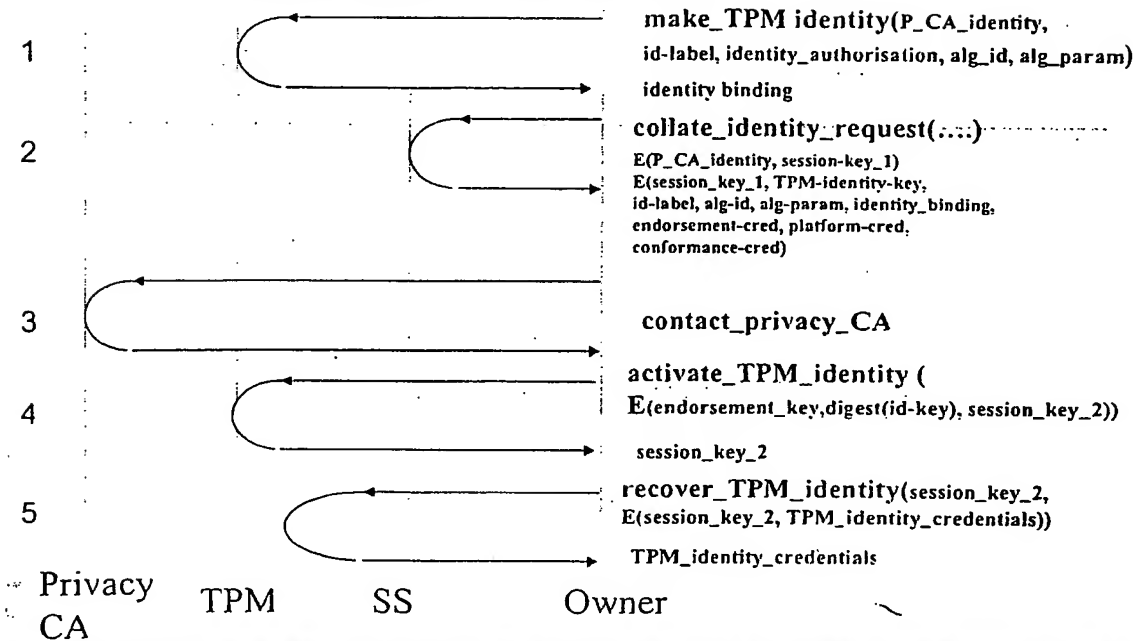 1
make_TPM identity(P_CA_identity,
id-label, identity_authorisation, alg_id, alg_param)
identity binding
2
collate_identity_request(....)
E(P_CA_identity, session-key_1)
E(session_key_1, TPM-identity-key,
id-label, alg-id, alg-param, identity_binding,
endorsement-cred, platform-cred,
conformance-cred)
3
contact_privacy_CA
4
activate_TPM_identity (
E(endorsement_key,digest(id-key), session_key_2))
session_key_2
5
recover_TPM_identity(session_key_2,
E(session_key_2, TPM_identity_credentials))
TPM_identity_credentials
Privacy
CA
TPM
SS
Owner